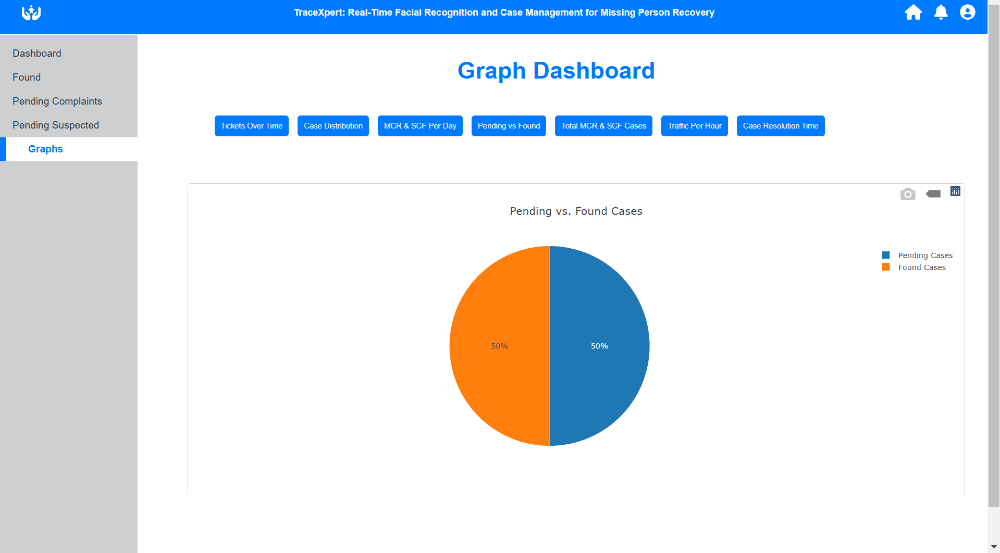 TraceXpert: Real-Time Facial Recognition and Case Management for Missing Person Recovery
Dashboard
Found
Pending Complaints
Pending Suspected
Graphs
Graph Dashboard
Tickets Over Time
Case Distribution
MCR & SCF Per Day
Pending vs Found
Total MCR & SCF Cases
Traffic Per Hour
Case Resolution Time
Pending vs. Found Cases
Pending Cases
Found Cases
50%
50%